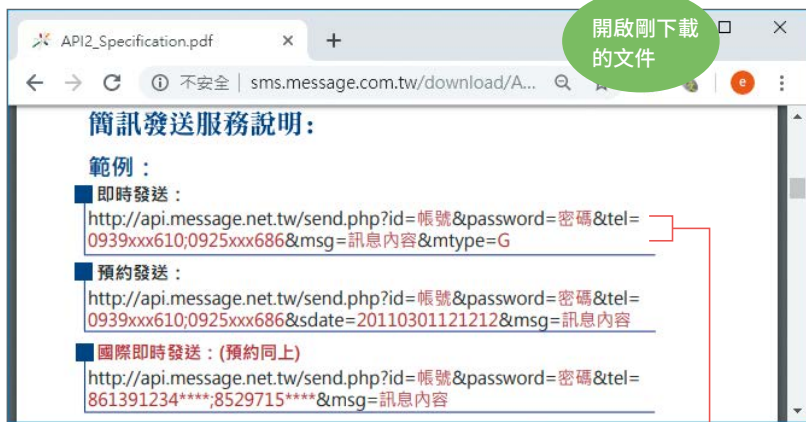 API2_Specification.pdf
開啟剛下載
的文件
不安全 | sms.message.com.tw/download/A...
e
簡訊發送服務說明：
範例：
即時發送：
http://api.message.net.tw/send.php?id=帳號&password=密碼&tel=
0939xxx610;0925xxx686&msg=訊息內容&mtype=G
預約發送：
http://api.message.net.tw/send.php?id=帳號&password=密碼&tel=
0939xxx610;0925xxx686&sdate=20110301121212&msg=訊息內容
國際即時發送：(預約同上)
http://api.message.net.tw/send.php?id=帳號&password=密碼&tel=
861391234****;8529715****&msg=訊息內容